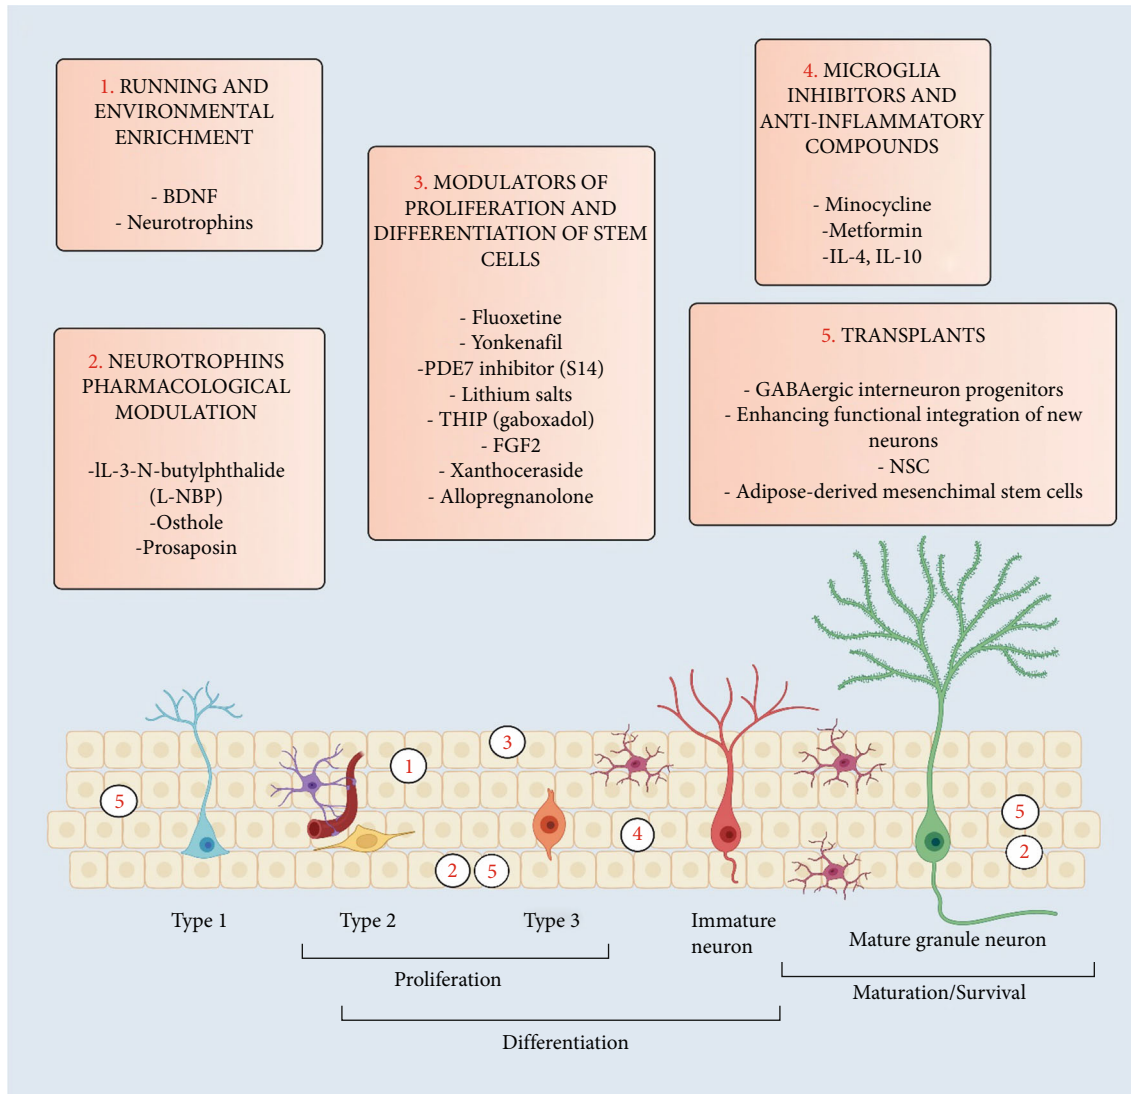 1. RUNNING AND
ENVIRONMENTAL
ENRICHMENT
- BDNF
- Neurotrophins
2. NEUROTROPHINS
PHARMACOLOGICAL
MODULATION
-lL-3-N-butylphthalide
(L-NBP)
-Osthole
-Prosaposin
3. MODULATORS OF
PROLIFERATION AND
DIFFERENTIATION OF STEM
CELLS
- Fluoxetine
- Yonkenafil
-PDE7 inhibitor (S14)
- Lithium salts
- THIP (gaboxadol)
- FGF2
- Xanthoceraside
- Allopregnanolone
4. MICROGLIA
INHIBITORS AND
ANTI-INFLAMMATORY
COMPOUNDS
- Minocycline
-Metformin
-IL-4, IL-10
5. TRANSPLANTS
- GABAergic interneuron progenitors
- Enhancing functional integration of new
neurons
- NSC
- Adipose-derived mesenchimal stem cells
3
1
5
5
4
2
2
5
Type 1
Type 2
Type 3
Immature
neuron
Mature granule neuron
Proliferation
Maturation/Survival
Differentiation